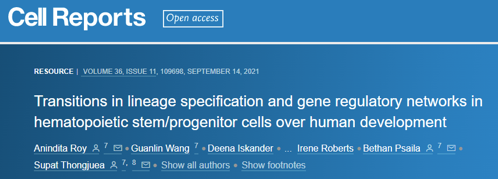 Cell Reports Open access
RESOURCE | VOLUME 36, ISSUE 11, 109698, SEPTEMBER 14, 2021
Transitions in lineage specification and gene regulatory networks in
hematopoietic stem/progenitor cells over human development
Anindita Roy 7 • Guanlin Wang 7 • Deena Iskander • ... Irene Roberts • Bethan Psaila 7 •
Supat Thongjuea 7, 8 • Show all authors • Show footnotes